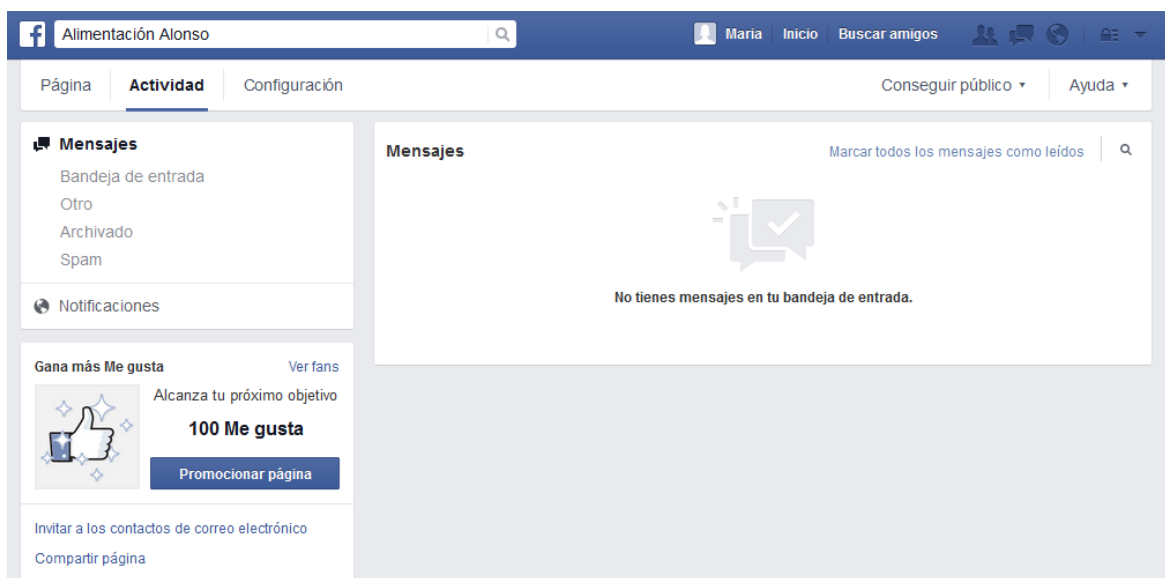 f Alimentación Alonso Maria Inicio Buscar amigos
Página Actividad Configuración Conseguir público Ayuda
Mensajes
Bandeja de entrada
Otro
Archivado
Spam
Notificaciones
Mensajes Marcar todos los mensajes como leídos
No tienes mensajes en tu bandeja de entrada.
Gana más Me gusta Ver fans
Alcanza tu próximo objetivo
100 Me gusta
Promocionar página
Invitar a los contactos de correo electrónico
Compartir página